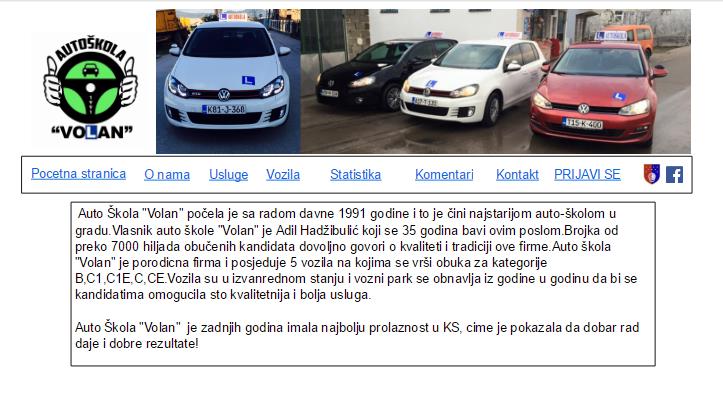 AUTOŠKOLA
"VOLAN"
L
K81-J-368
AUTOŠKOLA
T15-K-400
Pocetna stranica O nama Usluge Vozila Statistika Komentari Kontakt PRIJAVI SE
Auto Škola "Volan" počela je sa radom davne 1991 godine i to je čini najstarijom auto-školom u
gradu.Vlasnik auto škole "Volan" je Adil Hadžibulić koji se 35 godina bavi ovim poslom.Brojka od
preko 7000 hiljada obučenih kandidata dovoljno govori o kvaliteti i tradiciji ove firme.Auto škola
"Volan" je porodicna firma i posjeduje 5 vozila na kojima se vrši obuka za kategorije
B,C1,C1E,C,CE.Vozila su u izvanrednom stanju i vozni park se obnavlja iz godine u godinu da bi se
kandidatima omogucila sto kvalitetnija i bolja usluga.
Auto Škola "Volan" je zadnjih godina imala najbolju prolaznost u KS, cime je pokazala da dobar rad
daje i dobre rezultate!